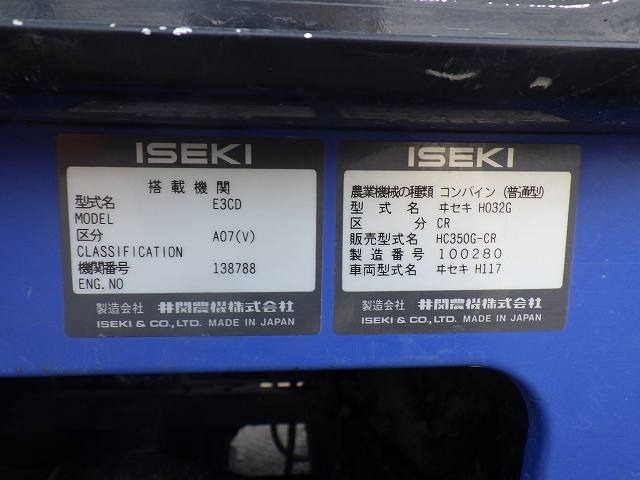 ISEKI
搭載機関
型式名 E3CD
MODEL
区分 A07(V)
CLASSIFICATION
機関番号 138788
ENG.NO
製造会社 井関農機株式会社
ISEKI & CO., LTD. MADE IN JAPAN
ISEKI
農業機械の種類 コンバイン (普通型)
型式名 ヰセキ HO32G
区分 CR
販売型式名 HC350G-CR
製造番号 100280
車両型式名 ヰセキ H117
製造会社 井関農機株式会社
ISEKI & CO., LTD. MADE IN JAPAN